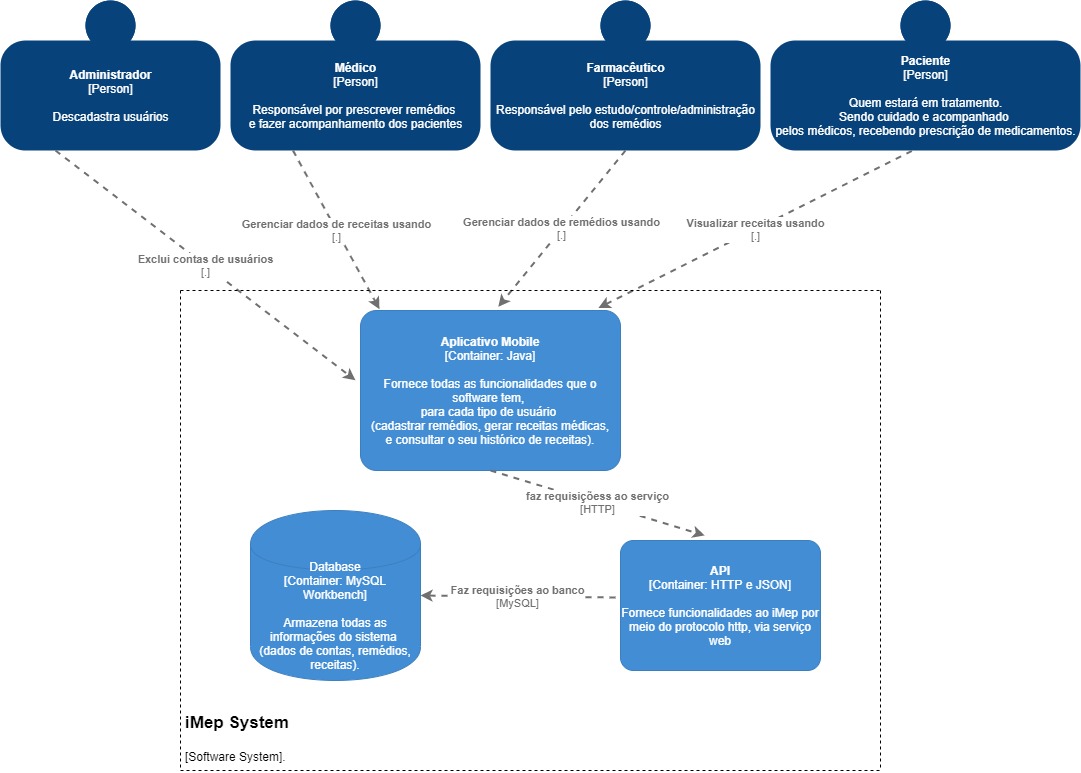 Administrador
[Person]
Descadastra usuários
Médico
[Person]
Responsável por prescrever remédios
e fazer acompanhamento dos pacientes
Farmacêutico
[Person]
Responsável pelo estudo/controle/administração
dos remédios
Paciente
[Person]
Quem estará em tratamento.
Sendo cuidado e acompanhado
pelos médicos, recebendo prescrição de medicamentos.
Exclui contas de usuários
[.]
Gerenciar dados de receitas usando
[.]
Gerenciar dados de remédios usando
[.]
Visualizar receitas usando
[.]
Aplicativo Mobile
[Container: Java]
Fornece todas as funcionalidades que o
software tem,
para cada tipo de usuário
(cadastrar remédios, gerar receitas médicas,
e consultar o seu histórico de receitas).
faz requisiçõess ao serviço
[HTTP]
Database
[Container: MySQL
Workbench]
Armazena todas as
informações do sistema
(dados de contas, remédios,
receitas).
Faz requisições ao banco
[MySQL]
API
[Container: HTTP e JSON]
Fornece funcionalidades ao iMep por
meio do protocolo http, via serviço
web
iMep System
[Software System].